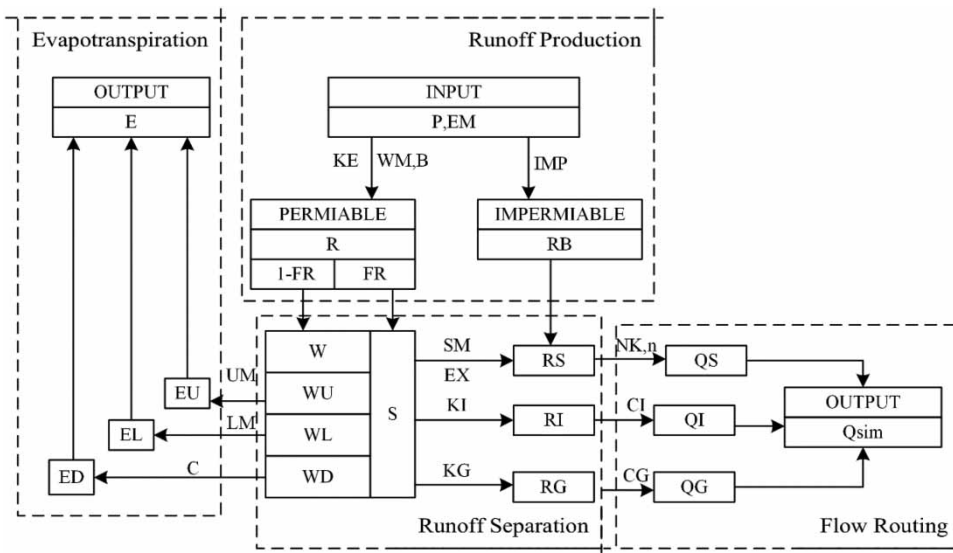 Evapotranspiration
Runoff Production
OUTPUT
E
INPUT
P,EM
KE
WM,B
IMP
PERMIABLE
R
1-FR
FR
IMPERMIABLE
RB
W
WU
WL
WD
S
UM
LM
C
EU
EL
ED
SM
EX
KI
KG
RS
RI
RG
NK,n
CI
CG
QS
QI
QG
OUTPUT
Qsim
Runoff Separation
Flow Routing